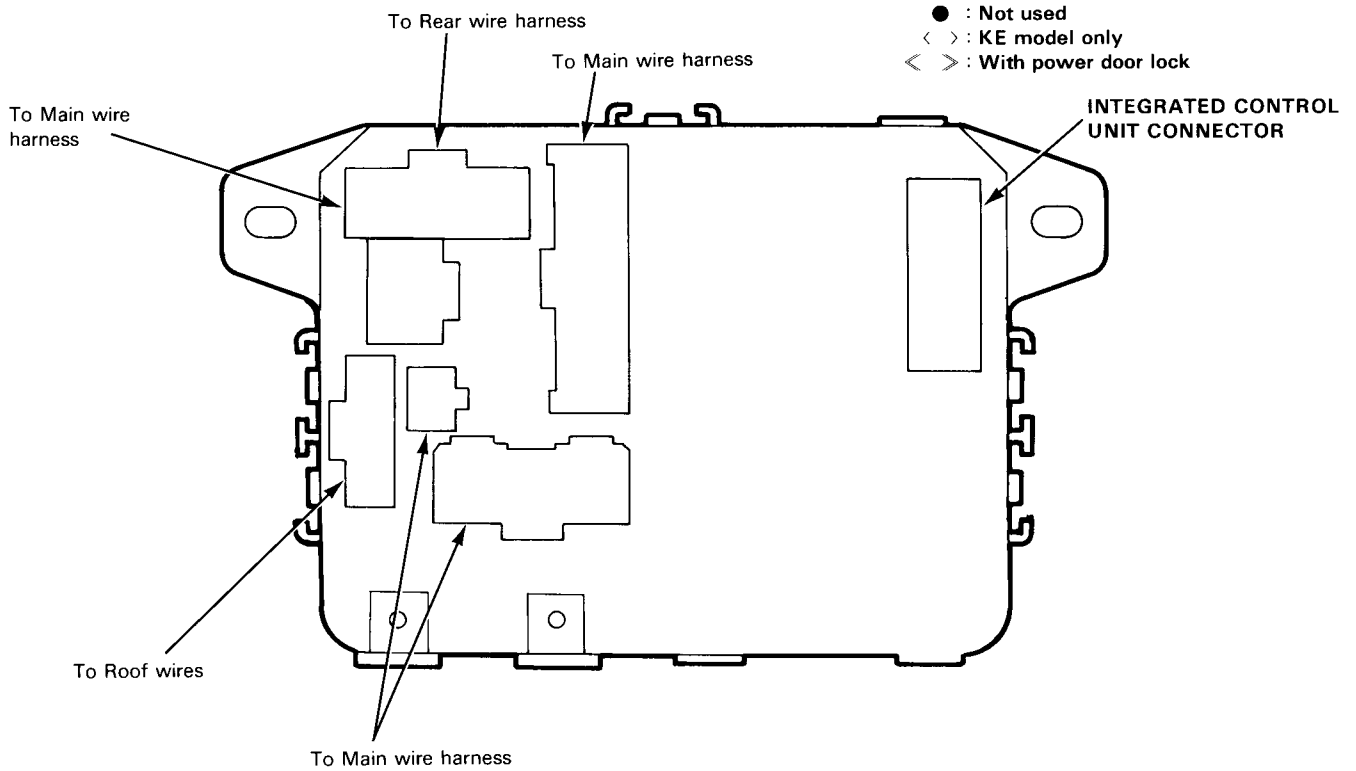 To Rear wire harness
● : Not used
〈 〉 : KE model only
≪ ≫ : With power door lock
To Main wire harness
To Main wire
harness
INTEGRATED CONTROL
UNIT CONNECTOR
To Roof wires
To Main wire harness